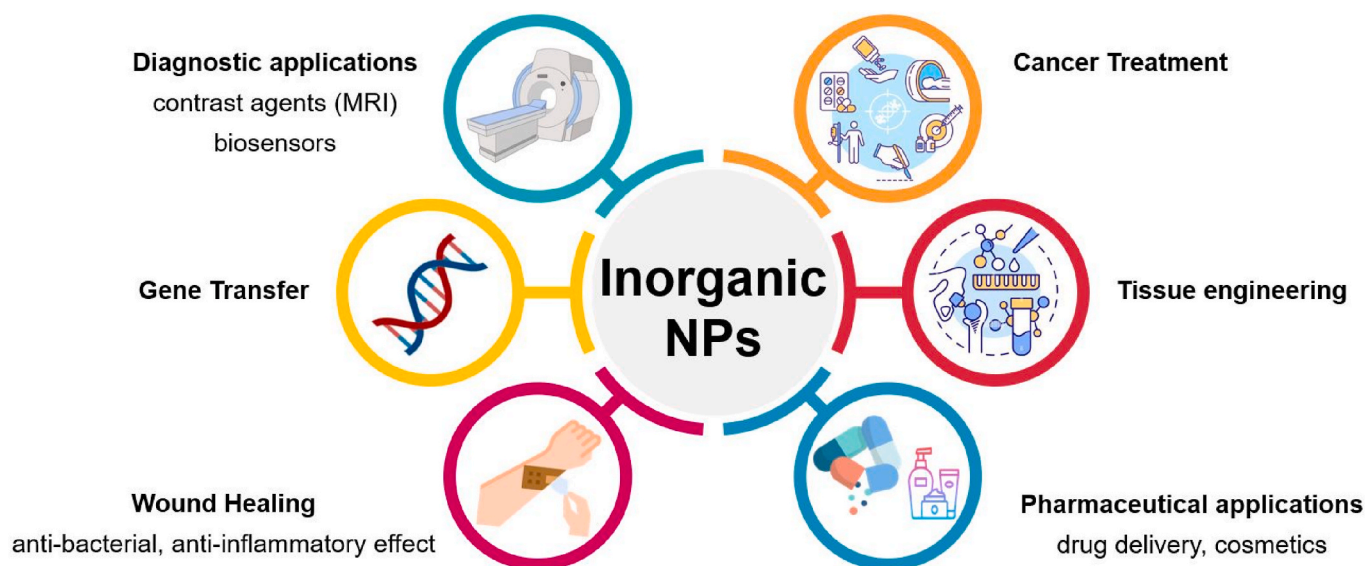 Diagnostic applications
contrast agents (MRI)
biosensors
Cancer Treatment
Gene Transfer
Inorganic
NPs
Tissue engineering
Wound Healing
anti-bacterial, anti-inflammatory effect
Pharmaceutical applications
drug delivery, cosmetics